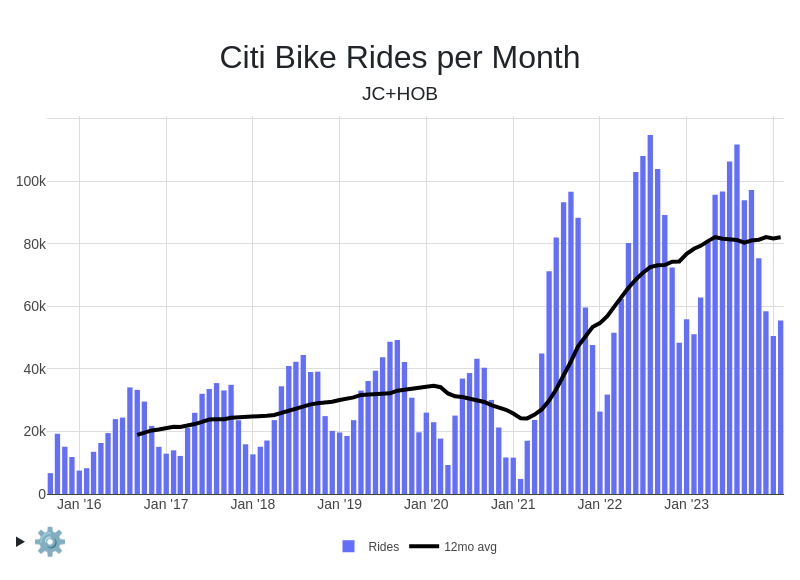 Citi Bike Rides per Month
JC+HOB
100k
80k
60k
40k
20k
0
Jan '16 Jan '17 Jan '18 Jan '19 Jan '20 Jan '21 Jan '22 Jan '23
Rides 12mo avg